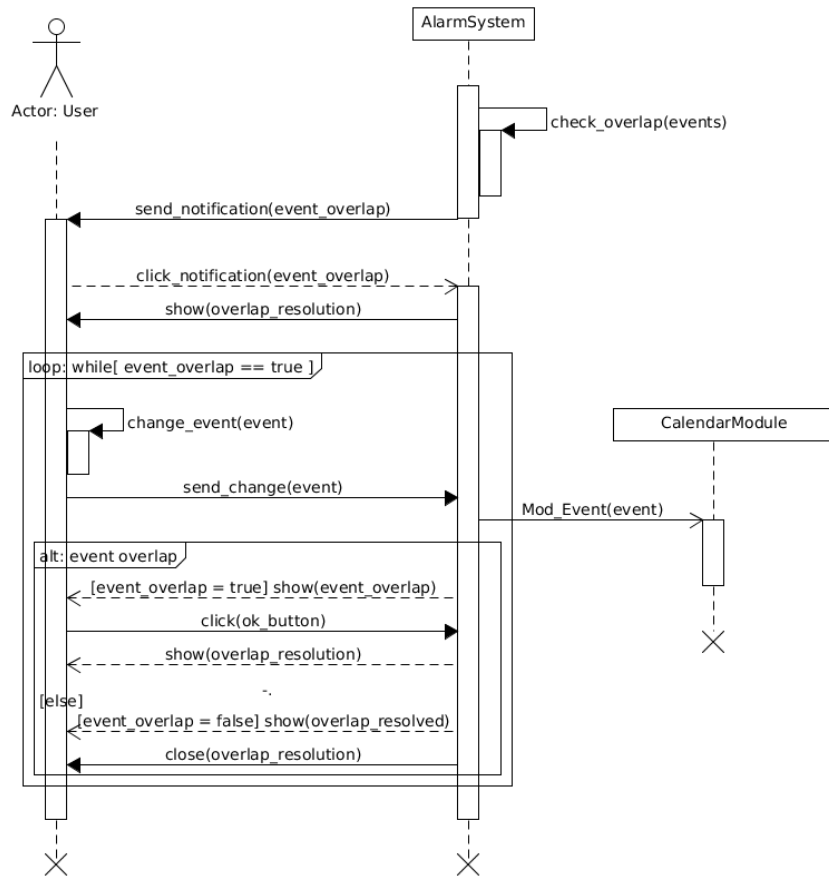 AlarmSystem
Actor: User
check_overlap(events)
send_notification(event_overlap)
click_notification(event_overlap)
show(overlap_resolution)
loop: while[ event_overlap == true ]
change_event(event)
CalendarModule
send_change(event)
Mod_Event(event)
alt: event overlap
[event_overlap = true] show(event_overlap)
click(ok_button)
show(overlap_resolution)
-.
[else]
[event_overlap = false] show(overlap_resolved)
close(overlap_resolution)